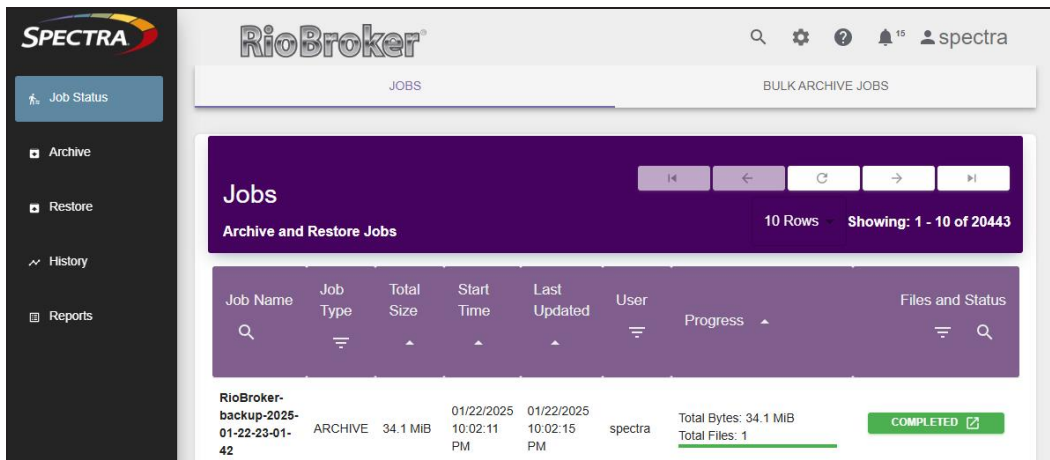 SPECTRA
RioBroker®
15
spectra
Job Status
Archive
Restore
History
Reports
JOBS
BULK ARCHIVE JOBS
Jobs
Archive and Restore Jobs
10 Rows
Showing: 1 - 10 of 20443
Job Name
Job
Type
Total
Size
Start
Time
Last
Updated
User
Progress
Files and Status
RioBroker-
backup-2025-
01-22-23-01-
42
ARCHIVE
34.1 MiB
01/22/2025
10:02:11
PM
01/22/2025
10:02:15
PM
spectra
Total Bytes: 34.1 MiB
Total Files: 1
COMPLETED